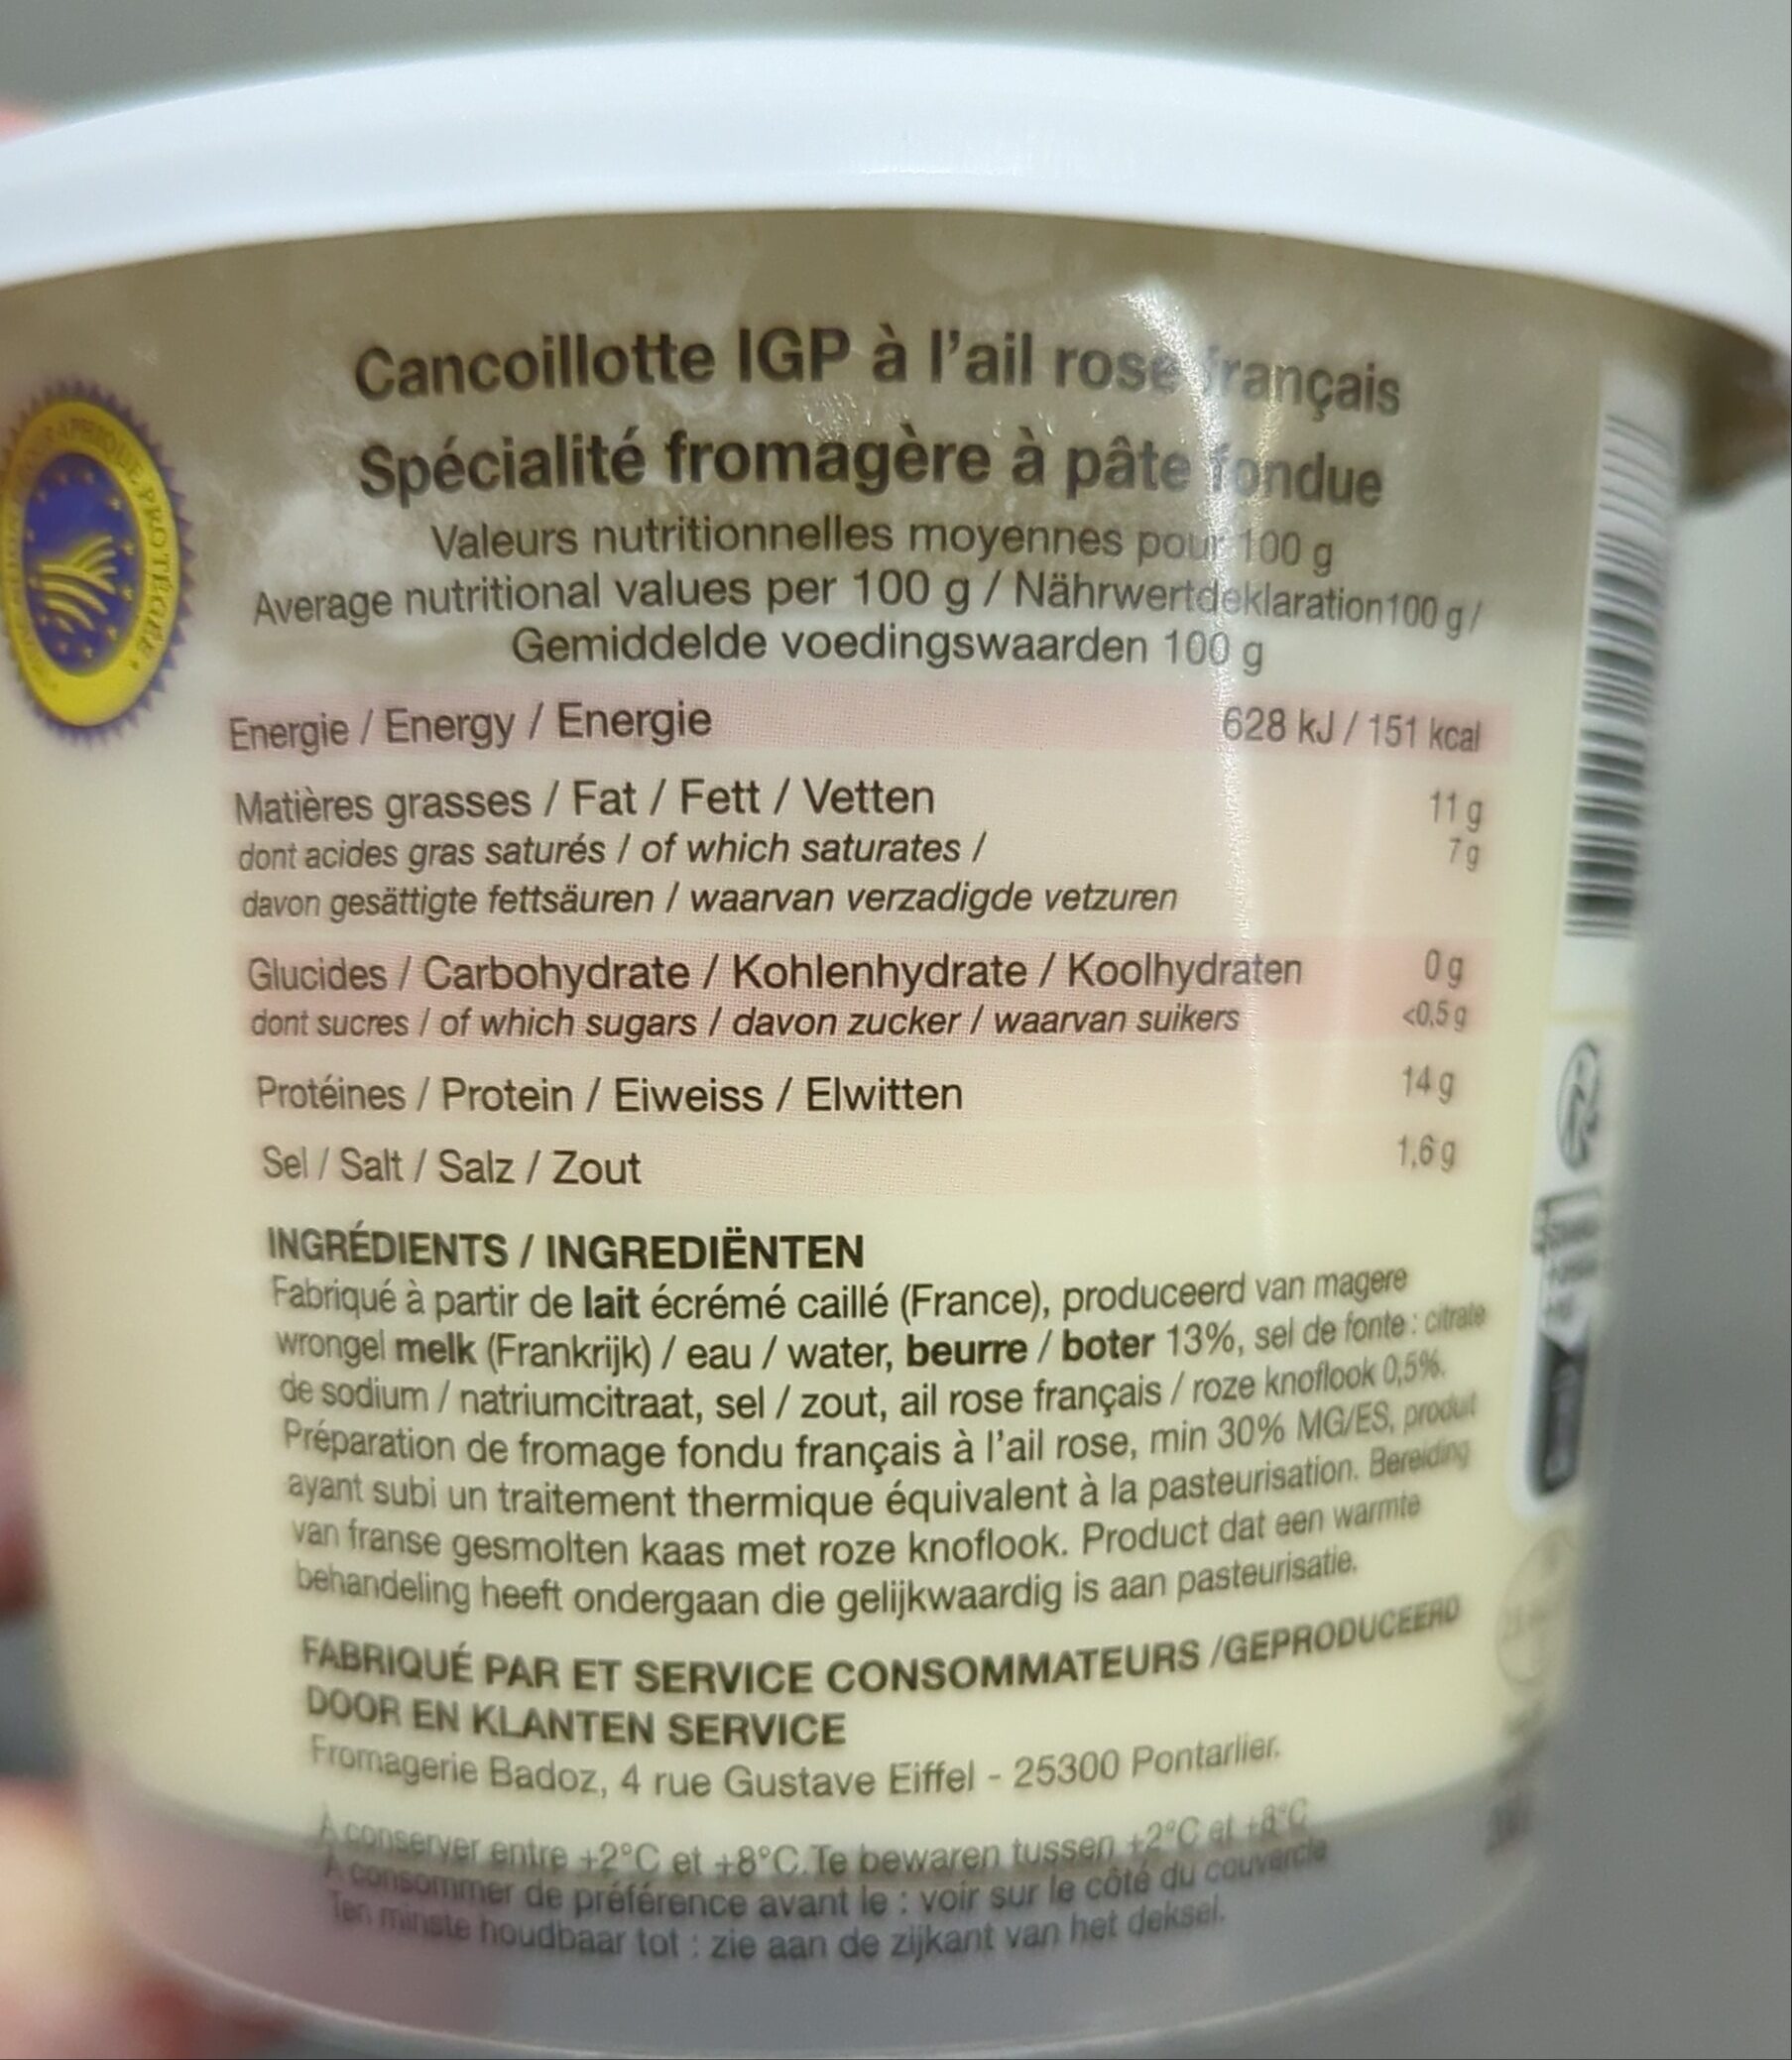 Cancoillotte IGP à l'ail rose français
Spécialité fromagère à pâte fondue
Valeurs nutritionnelles moyennes pour 100 g
Average nutritional values per 100 g / Nährwertdeklaration100 g/
Gemiddelde voedingswaarden 100 g
PROTÉGÉE
Energie / Energy / Energie 628 kJ / 151 kcal
Matières grasses / Fat / Fett / Vetten 11 g
dont acides gras saturés / of which saturates / 7 g
davon gesättigte fettsäuren / waarvan verzadigde vetzuren
Glucides / Carbohydrate / Kohlenhydrate / Koolhydraten 0 g
dont sucres / of which sugars / davon zucker / waarvan suikers <0,5 g
Protéines / Protein / Eiweiss / Elwitten 14 g
Sel / Salt / Salz / Zout 1,6 g
INGRÉDIENTS / INGREDIËNTEN
Fabriqué à partir de lait écrémé caillé (France), produceerd van magere
wrongel melk (Frankrijk) / eau / water, beurre / boter 13%, sel de fonte : citrate
de sodium / natriumcitraat, sel / zout, ail rose français / roze knoflook 0,5%.
Préparation de fromage fondu français à l'ail rose, min 30% MG/ES, produit
ayant subi un traitement thermique équivalent à la pasteurisation. Bereiding
van franse gesmolten kaas met roze knoflook. Product dat een warmte
behandeling heeft ondergaan die gelijkwaardig is aan pasteurisatie.
FABRIQUÉ PAR ET SERVICE CONSOMMATEURS /GEPRODUCEERD
DOOR EN KLANTEN SERVICE
Fromagerie Badoz, 4 rue Gustave Eiffel - 25300 Pontarlier.
A conserver entre +2°C et +8°C. Te bewaren tussen +2°C et +8°C
A consommer de préférence avant le : voir sur le côté du couvercle
Ten minste houdbaar tot : zie aan de zijkant van het deksel.